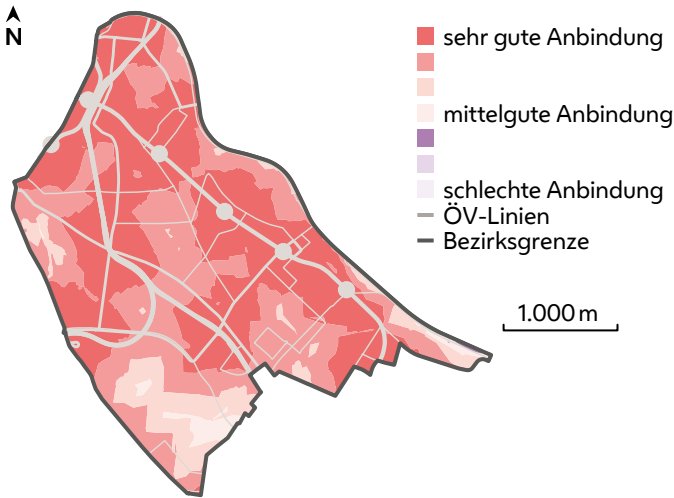 N
sehr gute Anbindung
mittelgute Anbindung
schlechte Anbindung
ÖV-Linien
Bezirksgrenze
1.000 m